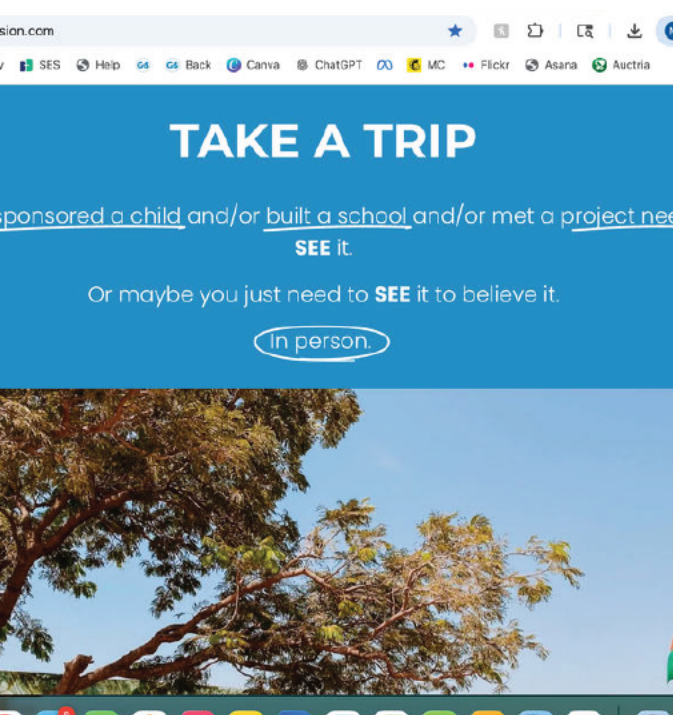 sion.com
SES Help G4 G4 Back Canva ChatGPT MC Flickr Asana Auctria
TAKE A TRIP
sponsored a child and/or built a school and/or met a project nee
SEE it.
Or maybe you just need to SEE it to believe it.
In person.